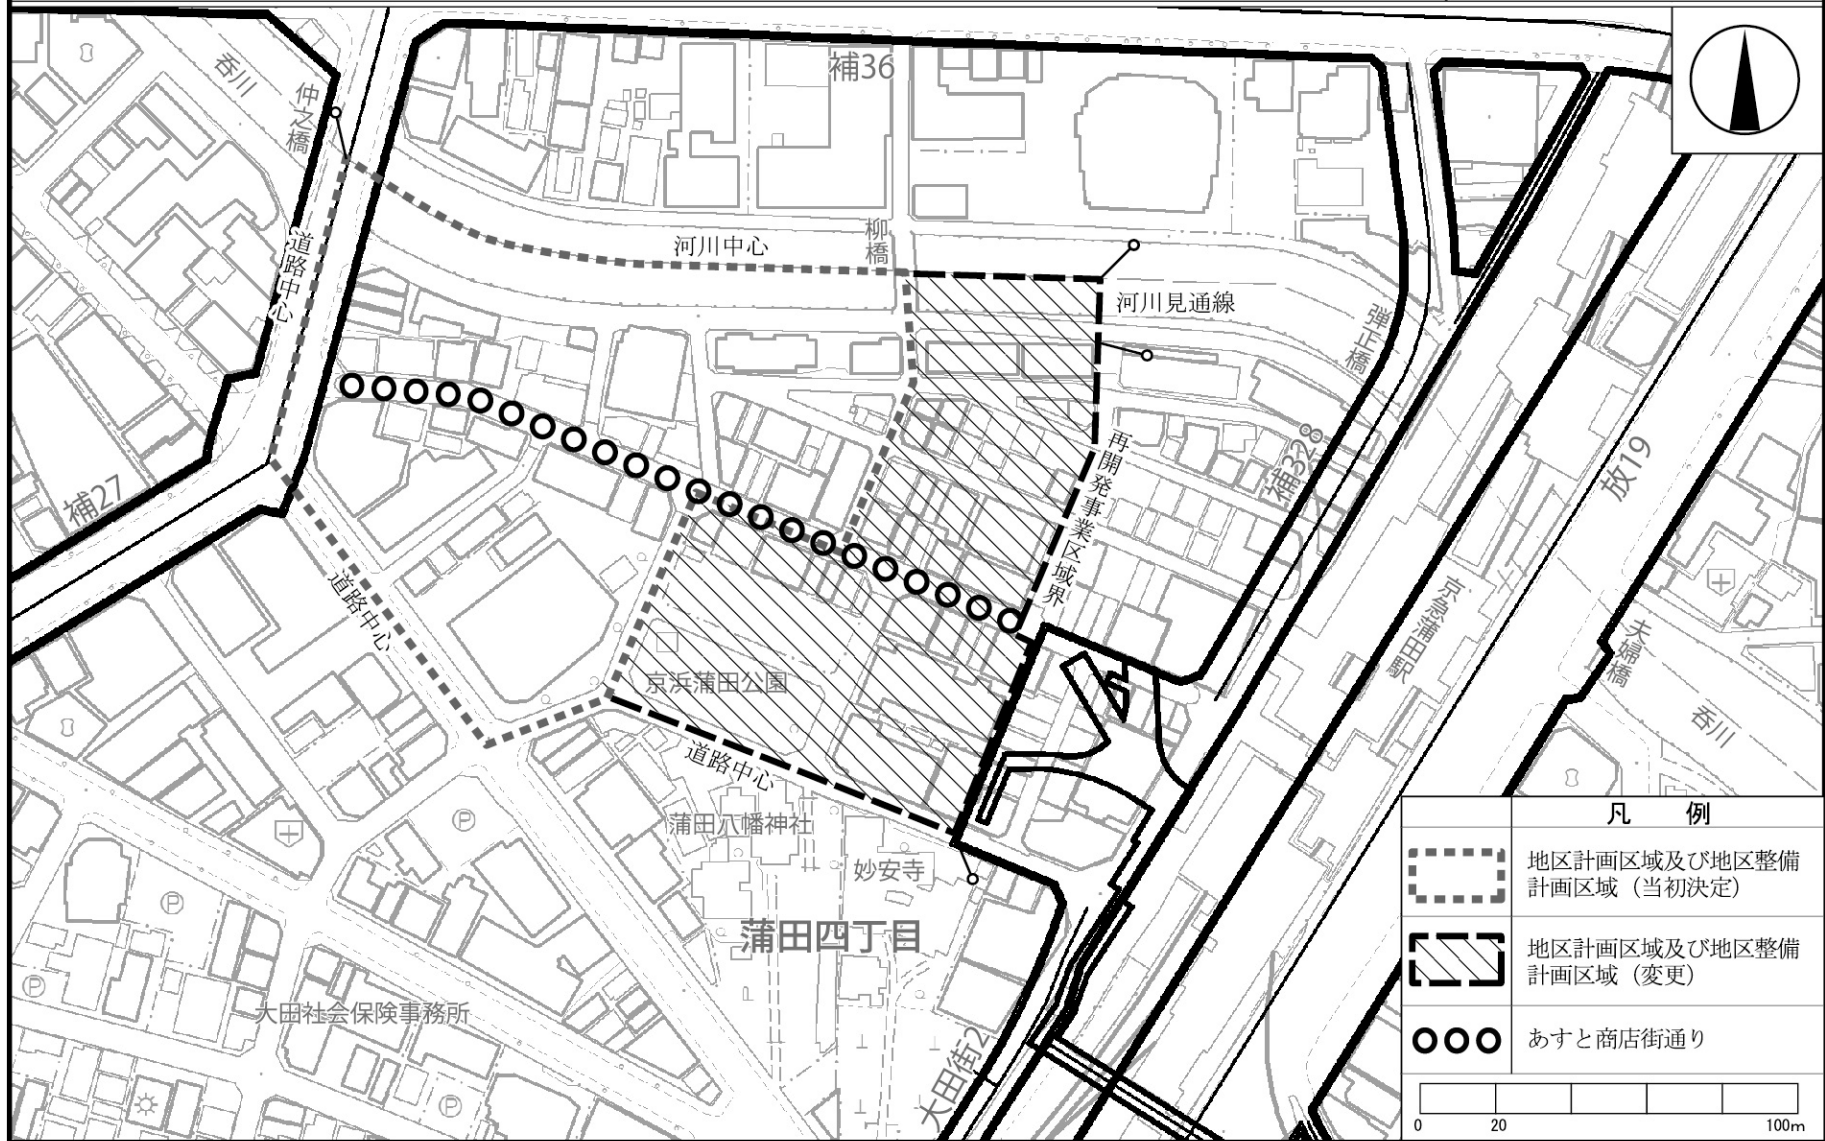 補36
呑川
仲之橋
道路中心
河川中心
柳橋
河川見通線
弾正橋
補328
放19
再開発事業区域界
補27
道路中心
京急蒲田駅
夫婦橋
呑川
京浜蒲田公園
道路中心
蒲田八幡神社
妙安寺
蒲田四丁目
大田社会保険事務所
大田街12
P
P
P
P
凡 例
地区計画区域及び地区整備
計画区域（当初決定）
地区計画区域及び地区整備
計画区域（変更）
あすと商店街通り
0 20 100m